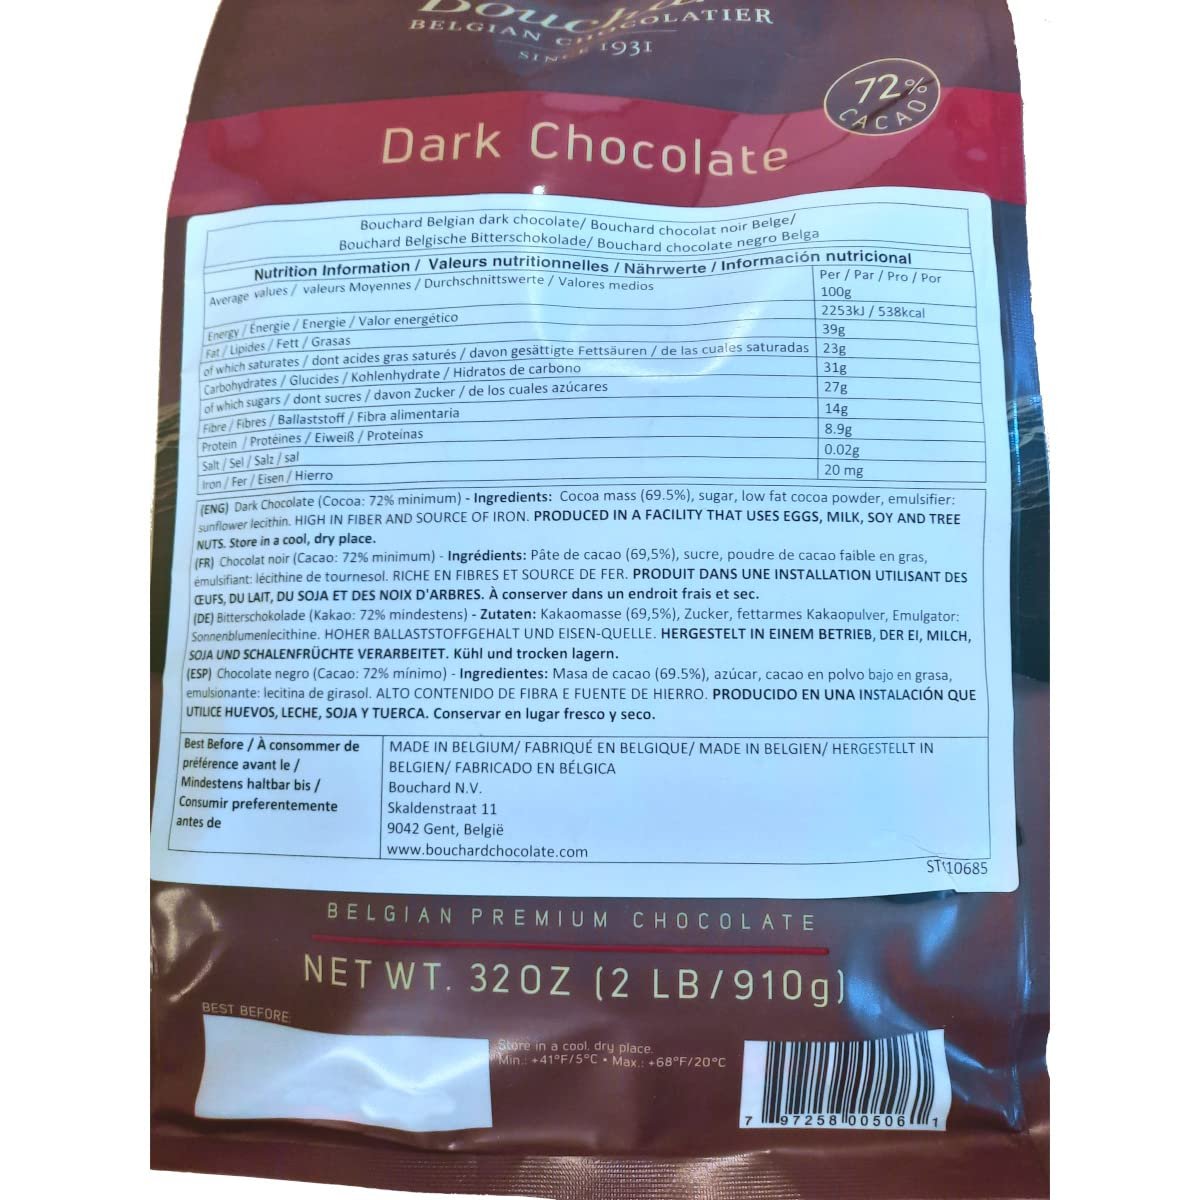 Bouchard
BELGIAN CHOCOLATIER
SINCE 1931
72%
CACAO
Dark Chocolate
Bouchard Belgian dark chocolate/ Bouchard chocolat noir Belge/
Bouchard Belgische Bitterschokolade/ Bouchard chocolate negro Belga
Nutrition Information / Valeurs nutritionnelles / Nährwerte / Información nutricional
Average values / valeurs Moyennes / Durchschnittswerte / Valores medios Per / Par / Pro / Por
100g
Energy / Énergie / Energie / Valor energético 2253kJ / 538kcal
Fat / Lipides / Fett / Grasas 39g
of which saturates / dont acides gras saturés / davon gesättigte Fettsäuren / de las cuales saturadas 23g
Carbohydrates / Glucides / Kohlenhydrate / Hidratos de carbono 31g
of which sugars / dont sucres / davon Zucker / de los cuales azúcares 27g
Fibre / Fibres / Ballaststoff / Fibra alimentaria 14g
Protein / Protéines / Eiweiß / Proteínas 8.9g
Salt / Sel / Salz / sal 0.02g
Iron / Fer / Eisen / Hierro 20 mg
(ENG) Dark Chocolate (Cocoa: 72% minimum) - Ingredients: Cocoa mass (69.5%), sugar, low fat cocoa powder, emulsifier:
sunflower lecithin. HIGH IN FIBER AND SOURCE OF IRON. PRODUCED IN A FACILITY THAT USES EGGS, MILK, SOY AND TREE
NUTS. Store in a cool, dry place.
(FR) Chocolat noir (Cacao: 72% minimum) - Ingrédients: Pâte de cacao (69,5%), sucre, poudre de cacao faible en gras,
émulsifiant: lécithine de tournesol. RICHE EN FIBRES ET SOURCE DE FER. PRODUIT DANS UNE INSTALLATION UTILISANT DES
ŒUFS, DU LAIT, DU SOJA ET DES NOIX D'ARBRES. À conserver dans un endroit frais et sec.
(DE) Bitterschokolade (Kakao: 72% mindestens) - Zutaten: Kakaomasse (69,5%), Zucker, fettarmes Kakaopulver, Emulgator:
Sonnenblumenlecithine. HOHER BALLASTSTOFFGEHALT UND EISEN-QUELLE. HERGESTELT IN EINEM BETRIEB, DER EI, MILCH,
SOJA UND SCHALENFRÜCHTE VERARBEITET. Kühl und trocken lagern.
(ESP) Chocolate negro (Cacao: 72% mínimo) - Ingredientes: Masa de cacao (69.5%), azúcar, cacao en polvo bajo en grasa,
emulsionante: lecitina de girasol. ALTO CONTENIDO DE FIBRA E FUENTE DE HIERRO. PRODUCIDO EN UNA INSTALACIÓN QUE
UTILICE HUEVOS, LECHE, SOJA Y TUERCA. Conservar en lugar fresco y seco.
Best Before / À consommer de
préférence avant le /
Mindestens haltbar bis /
Consumir preferentemente
antes de
MADE IN BELGIUM/ FABRIQUÉ EN BELGIQUE/ MADE IN BELGIEN/ HERGESTELLT IN
BELGIEN/ FABRICADO EN BÉLGICA
Bouchard N.V.
Skaldenstraat 11
9042 Gent, België
www.bouchardchocolate.com
ST110685
BELGIAN PREMIUM CHOCOLATE
NET WT. 32OZ (2 LB/910g)
BEST BEFORE:
Store in a cool, dry place.
Min.: +41°F/5°C • Max.: +68°F/20°C
7 97258 00506 1